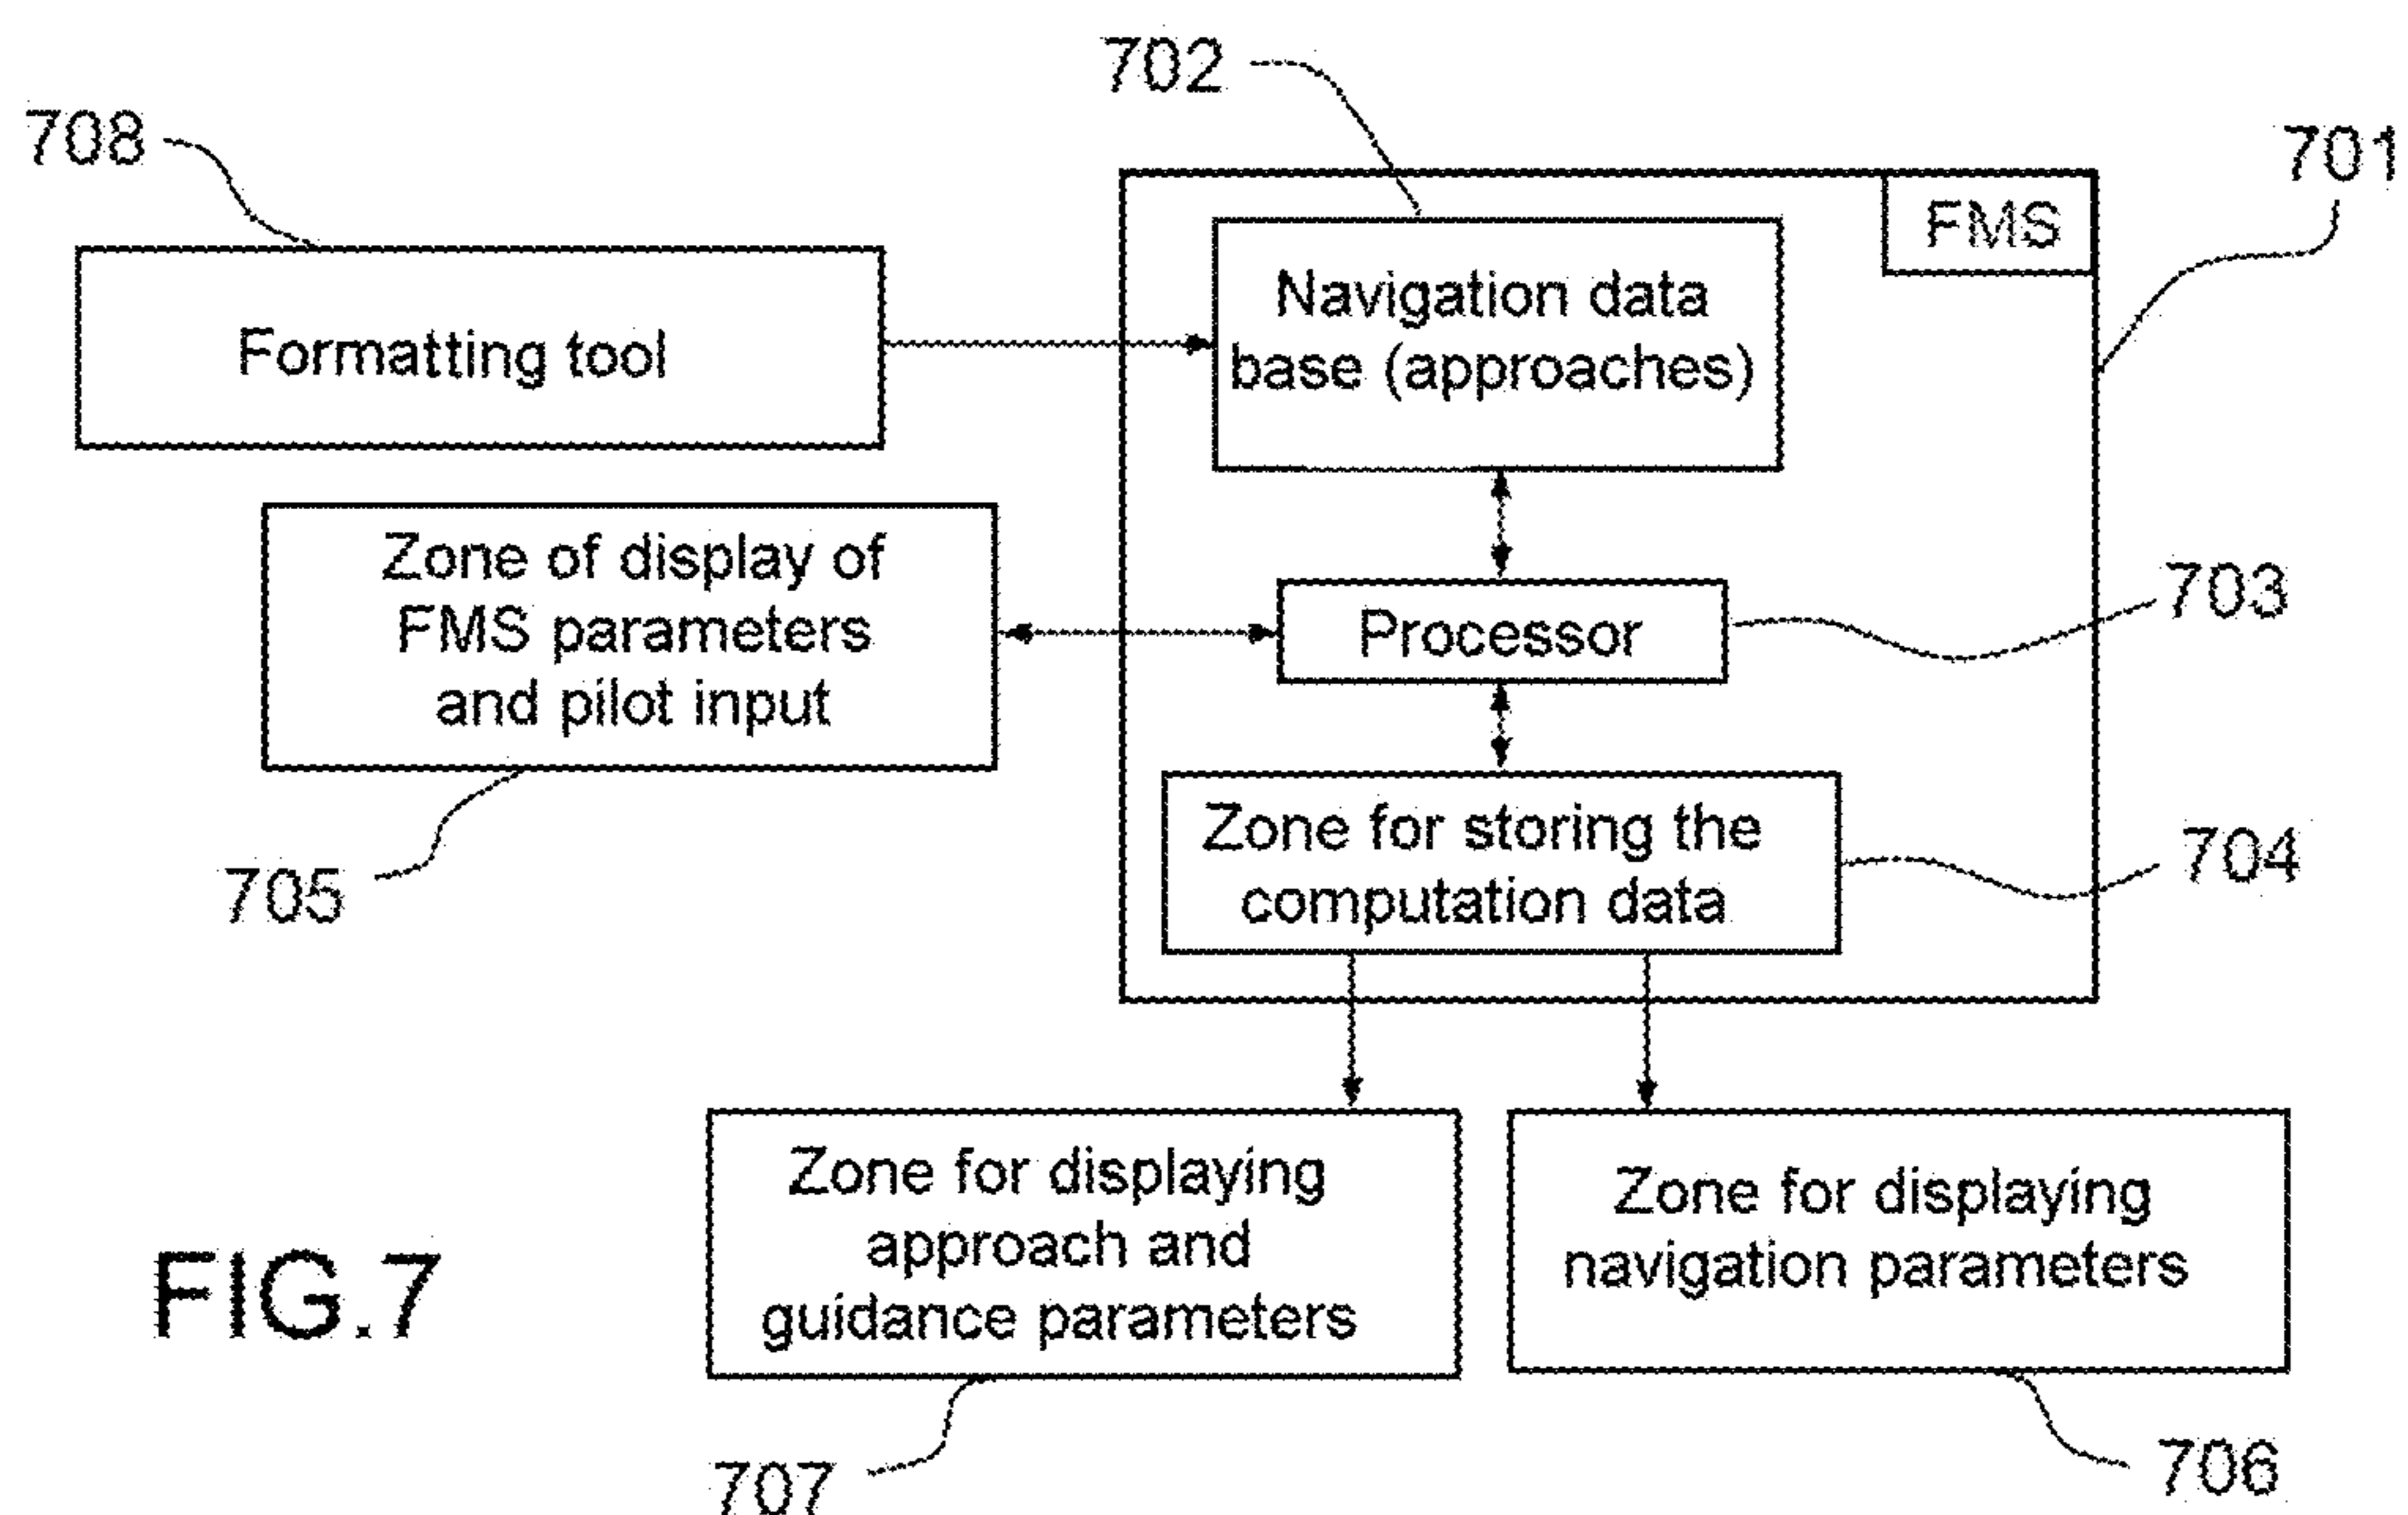 702
708
701
FMS
Navigation data
base (approaches)
Formatting tool
Zone of display of
FMS parameters
and pilot input
703
Processor
704
Zone for storing the
computation data
705
Zone for displaying
approach and
guidance parameters
Zone for displaying
navigation parameters
FIG.7
707
706